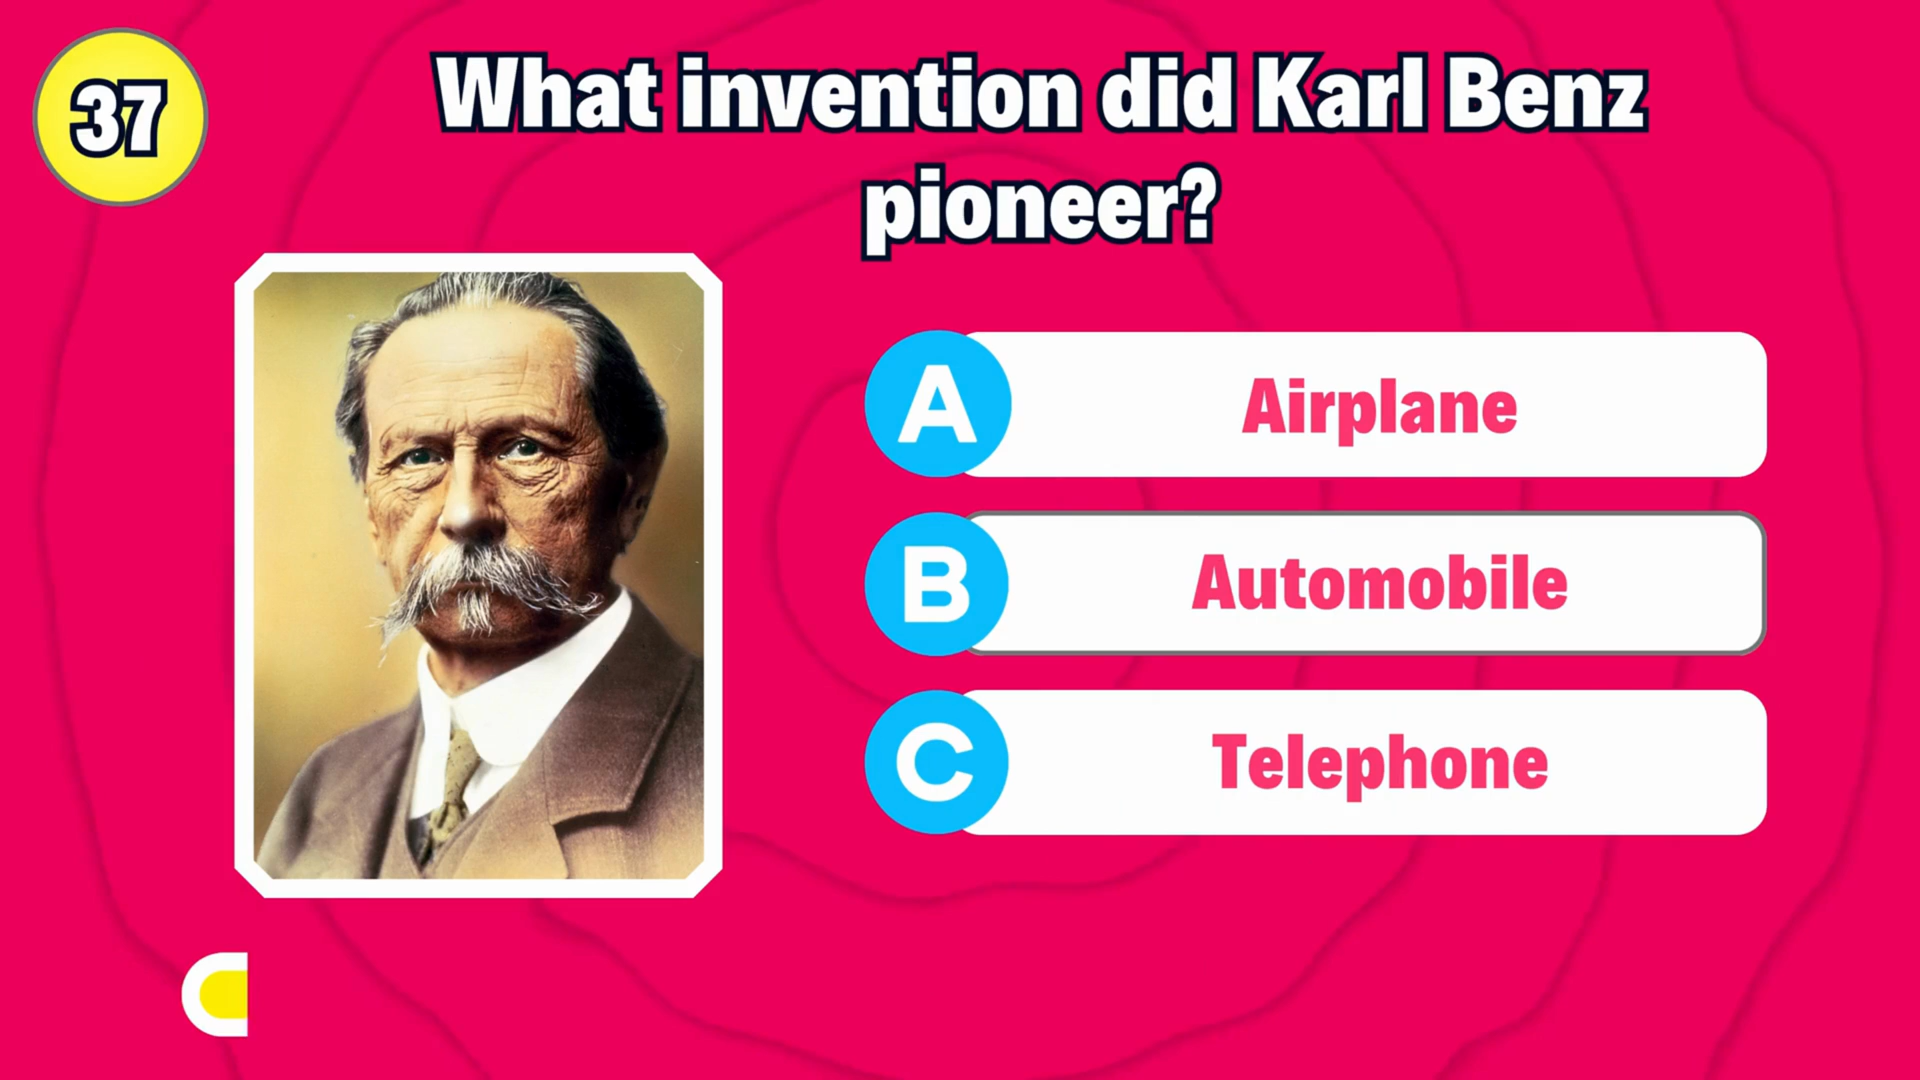 37
What invention did Karl Benz
pioneer?
A Airplane
B Automobile
C Telephone